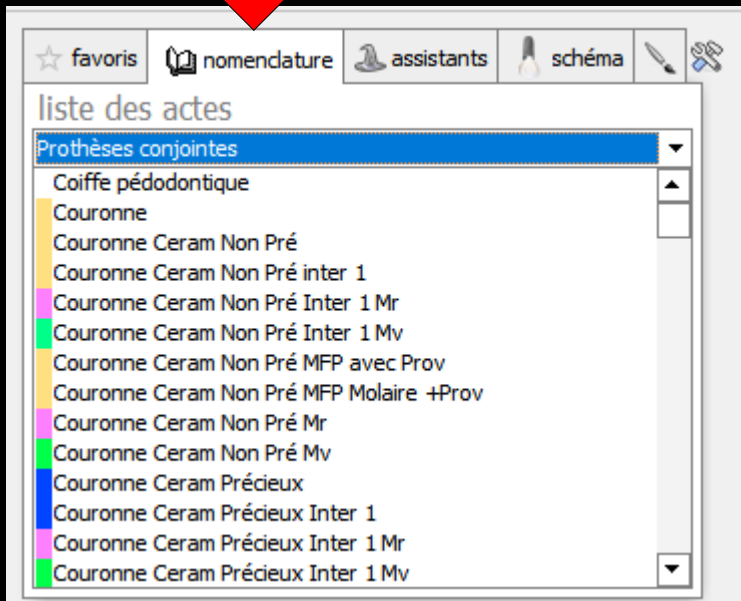 favoris nomenclature assistants schéma
liste des actes
Prothèses conjointes
Coiffe pédodontique
Couronne
Couronne Ceram Non Pré
Couronne Ceram Non Pré inter 1
Couronne Ceram Non Pré Inter 1 Mr
Couronne Ceram Non Pré Inter 1 Mv
Couronne Ceram Non Pré MFP avec Prov
Couronne Ceram Non Pré MFP Molaire +Prov
Couronne Ceram Non Pré Mr
Couronne Ceram Non Pré Mv
Couronne Ceram Précieux
Couronne Ceram Précieux Inter 1
Couronne Ceram Précieux Inter 1 Mr
Couronne Ceram Précieux Inter 1 Mv